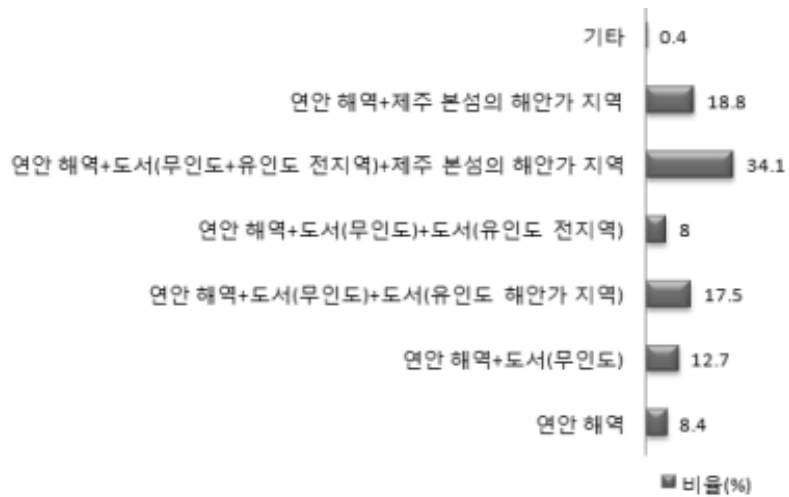 기타 0.4
연안 해역+제주 본섬의 해안가 지역 18.8
연안 해역+도서(무인도+유인도 전지역)+제주 본섬의 해안가 지역 34.1
연안 해역+도서(무인도)+도서(유인도 전지역) 8
연안 해역+도서(무인도)+도서(유인도 해안가 지역) 17.5
연안 해역+도서(무인도) 12.7
연안 해역 8.4
비율(%)